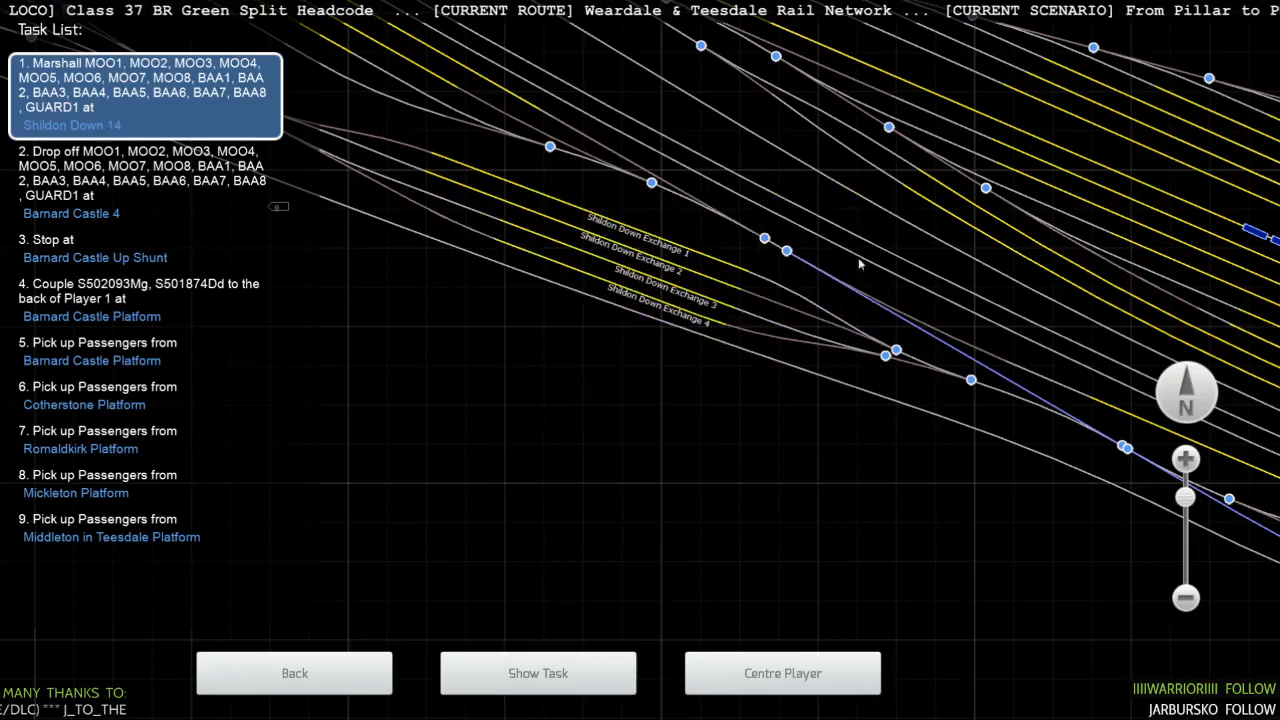 LOCO] Class 37 BR Green Split Headcode ... [CURRENT ROUTE] Weardale & Teesdale Rail Network ... [CURRENT SCENARIO] From Pillar to P
Task List:
1. Marshall MOO1, MOO2, MOO3, MOO4,
MOO5, MOO6, MOO7, MOO8, BAA1, BAA
2, BAA3, BAA4, BAA5, BAA6, BAA7, BAA8
, GUARD1 at
Shildon Down 14
2. Drop off MOO1, MOO2, MOO3, MOO4,
MOO5, MOO6, MOO7, MOO8, BAA1, BAA
2, BAA3, BAA4, BAA5, BAA6, BAA7, BAA8
, GUARD1 at
Barnard Castle 4
3. Stop at
Barnard Castle Up Shunt
4. Couple S502093Mg, S501874Dd to the
back of Player 1 at
Barnard Castle Platform
5. Pick up Passengers from
Barnard Castle Platform
6. Pick up Passengers from
Cotherstone Platform
7. Pick up Passengers from
Romaldkirk Platform
8. Pick up Passengers from
Mickleton Platform
9. Pick up Passengers from
Middleton in Teesdale Platform
Shildon Down Exchange 1
Shildon Down Exchange 2
Shildon Down Exchange 3
Shildon Down Exchange 4
N
Back
Show Task
Centre Player
MANY THANKS TO:
E/DLC) *** J_TO_THE
IIIIWARRIORIIII FOLLOW
JARBURSKO FOLLOW